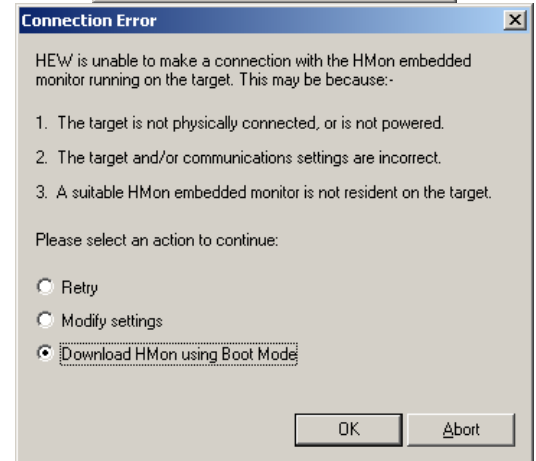 Connection Error
HEW is unable to make a connection with the HMon embedded
monitor running on the target. This may be because:-
1. The target is not physically connected, or is not powered.
2. The target and/or communications settings are incorrect.
3. A suitable HMon embedded monitor is not resident on the target.
Please select an action to continue:
Retry
Modify settings
Download HMon using Boot Mode
OK Abort